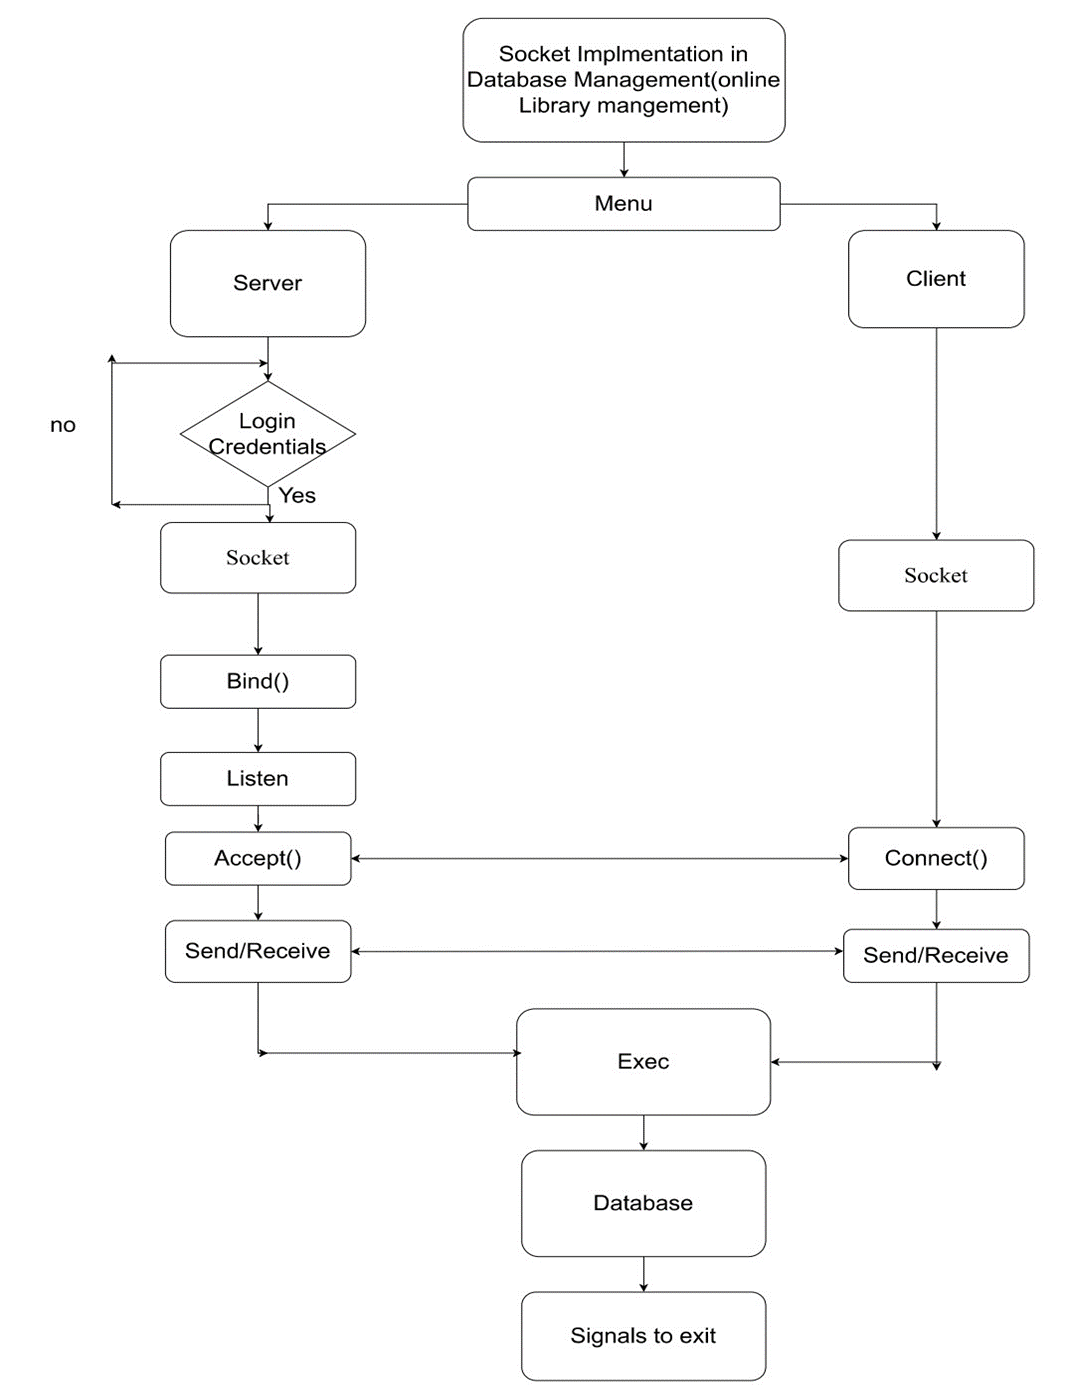 Socket Implmentation in
Database Management(online
Library mangement)
Menu
Server
Client
no
Login
Credentials
Yes
Socket
Socket
Bind()
Listen
Accept()
Connect()
Send/Receive
Send/Receive
Exec
Database
Signals to exit